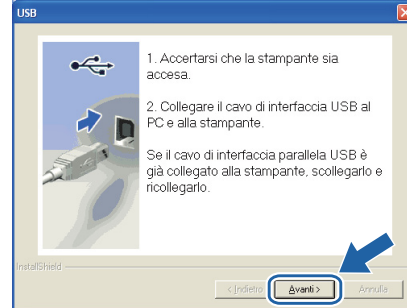 USB
1. Accertarsi che la stampante sia
accesa.
2. Collegare il cavo di interfaccia USB al
PC e alla stampante.
Se il cavo di interfaccia parallela USB è
già collegato alla stampante, scollegarlo e
ricollegarlo.
InstallShield
< Indietro Avanti > Annulla